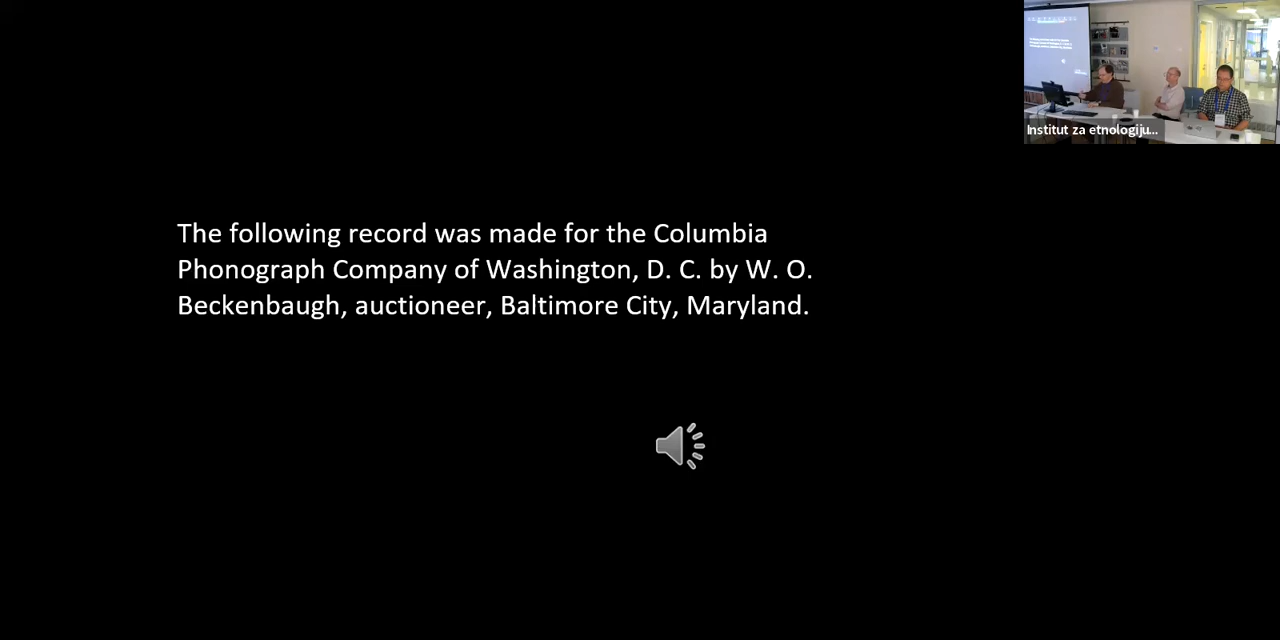 The following record was made for the Columbia
Phonograph Company of Washington, D. C. by W. O.
Beckenbaugh, auctioneer, Baltimore City, Maryland.
Institut za etnologiju...